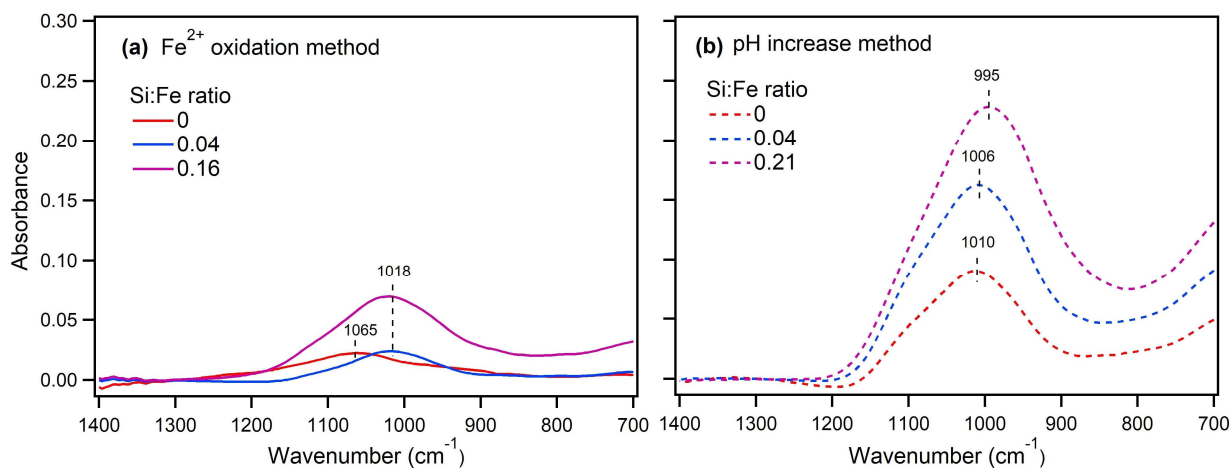 (a) Fe²⁺ oxidation method
Si:Fe ratio
0
0.04
0.16
1018
1065
Absorbance
0.30
0.25
0.20
0.15
0.10
0.05
0.00
1400 1300 1200 1100 1000 900 800 700
Wavenumber (cm⁻¹)
(b) pH increase method
Si:Fe ratio
0
0.04
0.21
995
1006
1010
1400 1300 1200 1100 1000 900 800 700
Wavenumber (cm⁻¹)